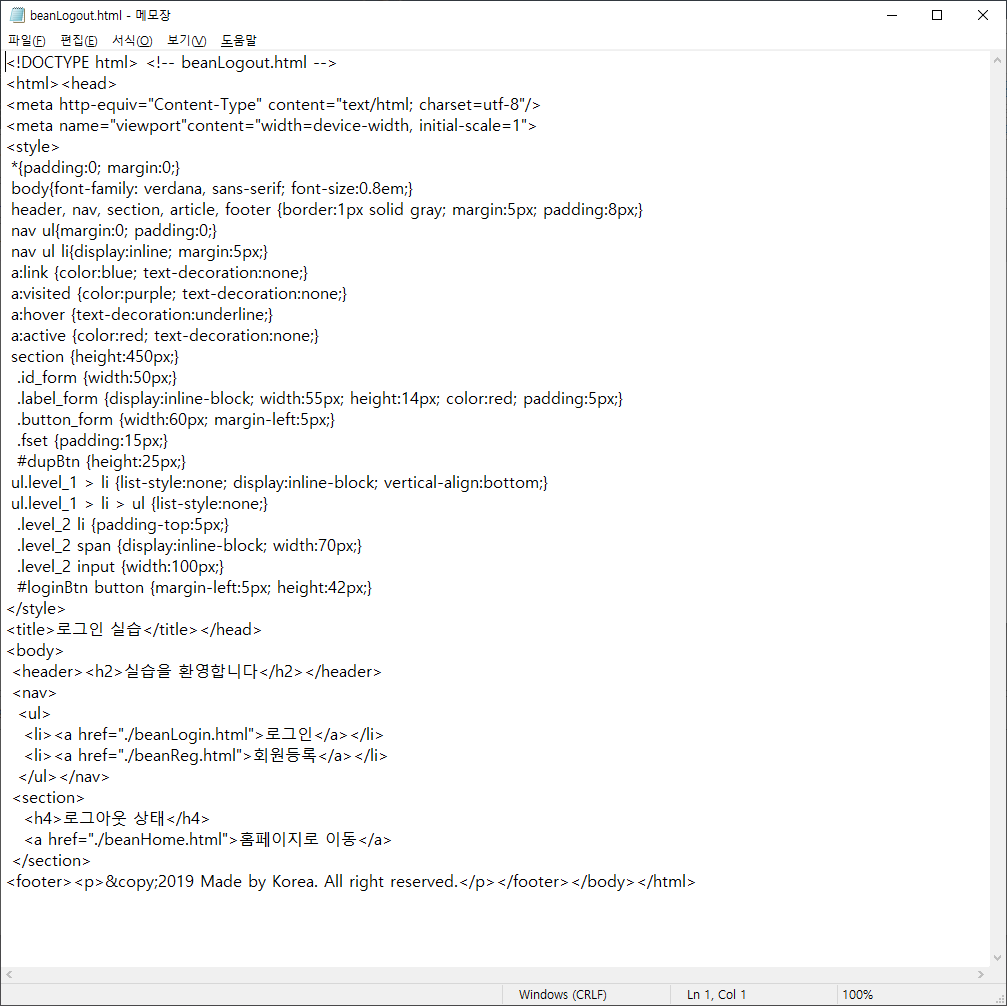 beanLogout.html - 메모장
파일(F) 편집(E) 서식(O) 보기(V) 도움말
<!DOCTYPE html> <!-- beanLogout.html -->
<html><head>
<meta http-equiv="Content-Type" content="text/html; charset=utf-8"/>
<meta name="viewport"content="width=device-width, initial-scale=1">
<style>
 *{padding:0; margin:0;}
 body{font-family: verdana, sans-serif; font-size:0.8em;}
 header, nav, section, article, footer {border:1px solid gray; margin:5px; padding:8px;}
 nav ul{margin:0; padding:0;}
 nav ul li{display:inline; margin:5px;}
 a:link {color:blue; text-decoration:none;}
 a:visited {color:purple; text-decoration:none;}
 a:hover {text-decoration:underline;}
 a:active {color:red; text-decoration:none;}
 section {height:450px;}
  .id_form {width:50px;}
  .label_form {display:inline-block; width:55px; height:14px; color:red; padding:5px;}
  .button_form {width:60px; margin-left:5px;}
  .fset {padding:15px;}
  #dupBtn {height:25px;}
 ul.level_1 > li {list-style:none; display:inline-block; vertical-align:bottom;}
 ul.level_1 > li > ul {list-style:none;}
  .level_2 li {padding-top:5px;}
  .level_2 span {display:inline-block; width:70px;}
  .level_2 input {width:100px;}
  #loginBtn button {margin-left:5px; height:42px;}
</style>
<title>로그인 실습</title></head>
<body>
 <header><h2>실습을 환영합니다</h2></header>
 <nav>
  <ul>
   <li><a href="./beanLogin.html">로그인</a></li>
   <li><a href="./beanReg.html">회원등록</a></li>
  </ul></nav>
 <section>
   <h4>로그아웃 상태</h4>
   <a href="./beanHome.html">홈페이지로 이동</a>
 </section>
<footer><p>&copy;2019 Made by Korea. All right reserved.</p></footer></body></html>
Windows (CRLF) Ln 1, Col 1 100%